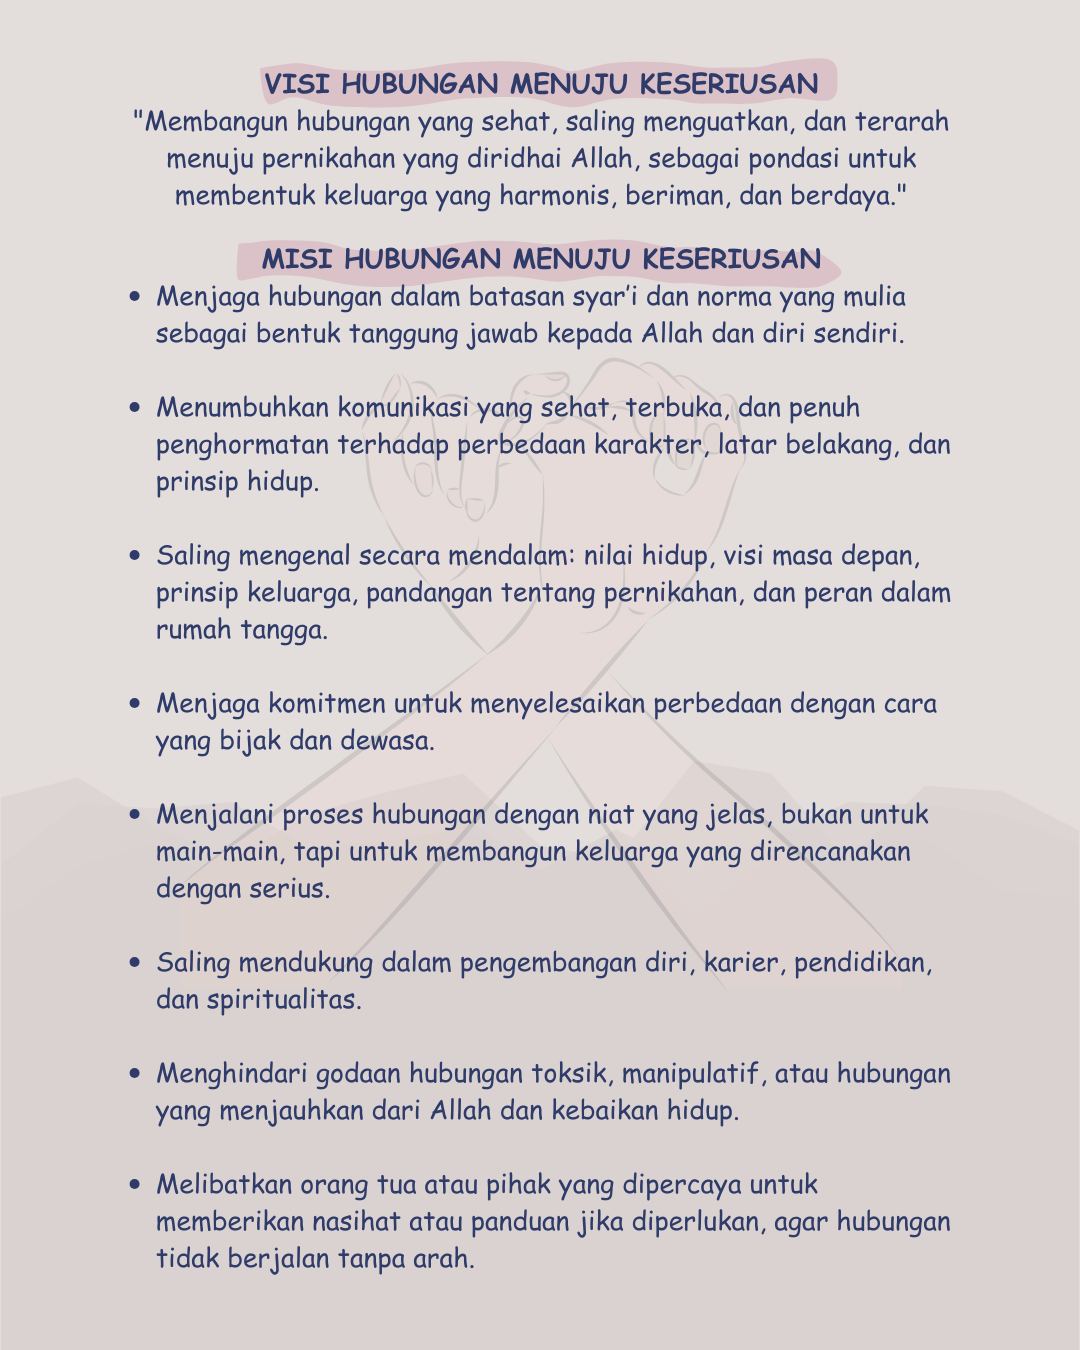 VISI HUBUNGAN MENUJU KESERIUSAN
"Membangun hubungan yang sehat, saling menguatkan, dan terarah
menuju pernikahan yang diridhai Allah, sebagai pondasi untuk
membentuk keluarga yang harmonis, beriman, dan berdaya."
MISI HUBUNGAN MENUJU KESERIUSAN
• Menjaga hubungan dalam batasan syar’i dan norma yang mulia
sebagai bentuk tanggung jawab kepada Allah dan diri sendiri.
• Menumbuhkan komunikasi yang sehat, terbuka, dan penuh
penghormatan terhadap perbedaan karakter, latar belakang, dan
prinsip hidup.
• Saling mengenal secara mendalam: nilai hidup, visi masa depan,
prinsip keluarga, pandangan tentang pernikahan, dan peran dalam
rumah tangga.
• Menjaga komitmen untuk menyelesaikan perbedaan dengan cara
yang bijak dan dewasa.
• Menjalani proses hubungan dengan niat yang jelas, bukan untuk
main-main, tapi untuk membangun keluarga yang direncanakan
dengan serius.
• Saling mendukung dalam pengembangan diri, karier, pendidikan,
dan spiritualitas.
• Menghindari godaan hubungan toksik, manipulatif, atau hubungan
yang menjauhkan dari Allah dan kebaikan hidup.
• Melibatkan orang tua atau pihak yang dipercaya untuk
memberikan nasihat atau panduan jika diperlukan, agar hubungan
tidak berjalan tanpa arah.